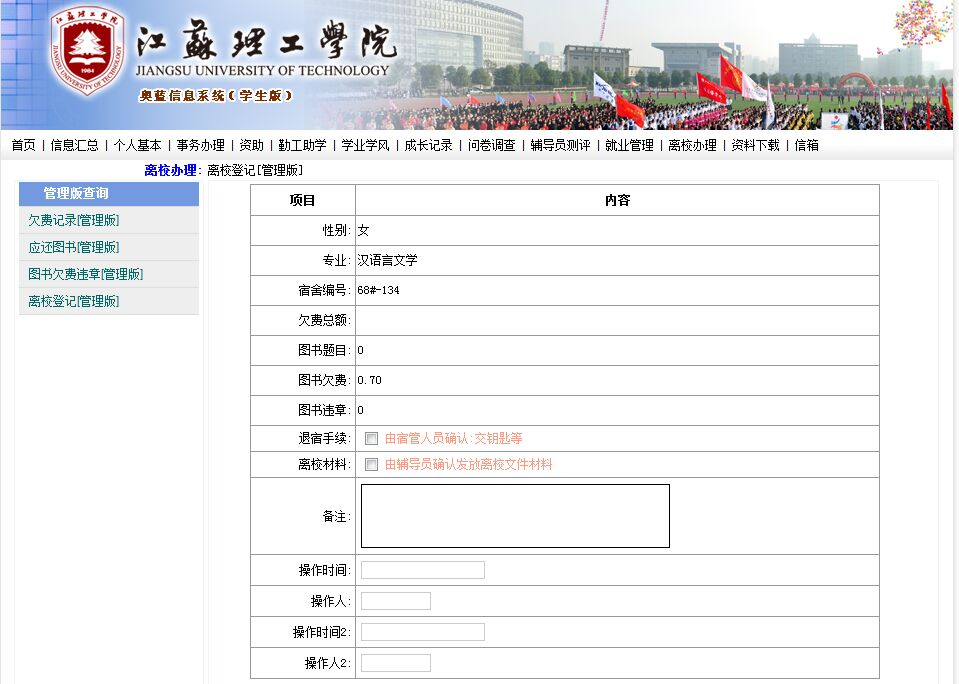 江蘇理工學院
JIANGSU UNIVERSITY OF TECHNOLOGY
1984
奥蓝信息系统(学生版)
首页 | 信息汇总 | 个人基本 | 事务办理 | 资助 | 勤工助学 | 学业学风 | 成长记录 | 问卷调查 | 辅导员测评 | 就业管理 | 离校办理 | 资料下载 | 信箱
离校办理: 离校登记[管理版]
管理版查询
欠费记录[管理版]
应还图书[管理版]
图书欠费违章[管理版]
离校登记[管理版]
项目 内容
性别: 女
专业: 汉语言文学
宿舍编号: 68#-134
欠费总额:
图书题目: 0
图书欠费: 0.70
图书违章: 0
退宿手续: 由宿管人员确认:交钥匙等
离校材料: 由辅导员确认发放离校文件材料
备注:
操作时间:
操作人:
操作时间2:
操作人2: